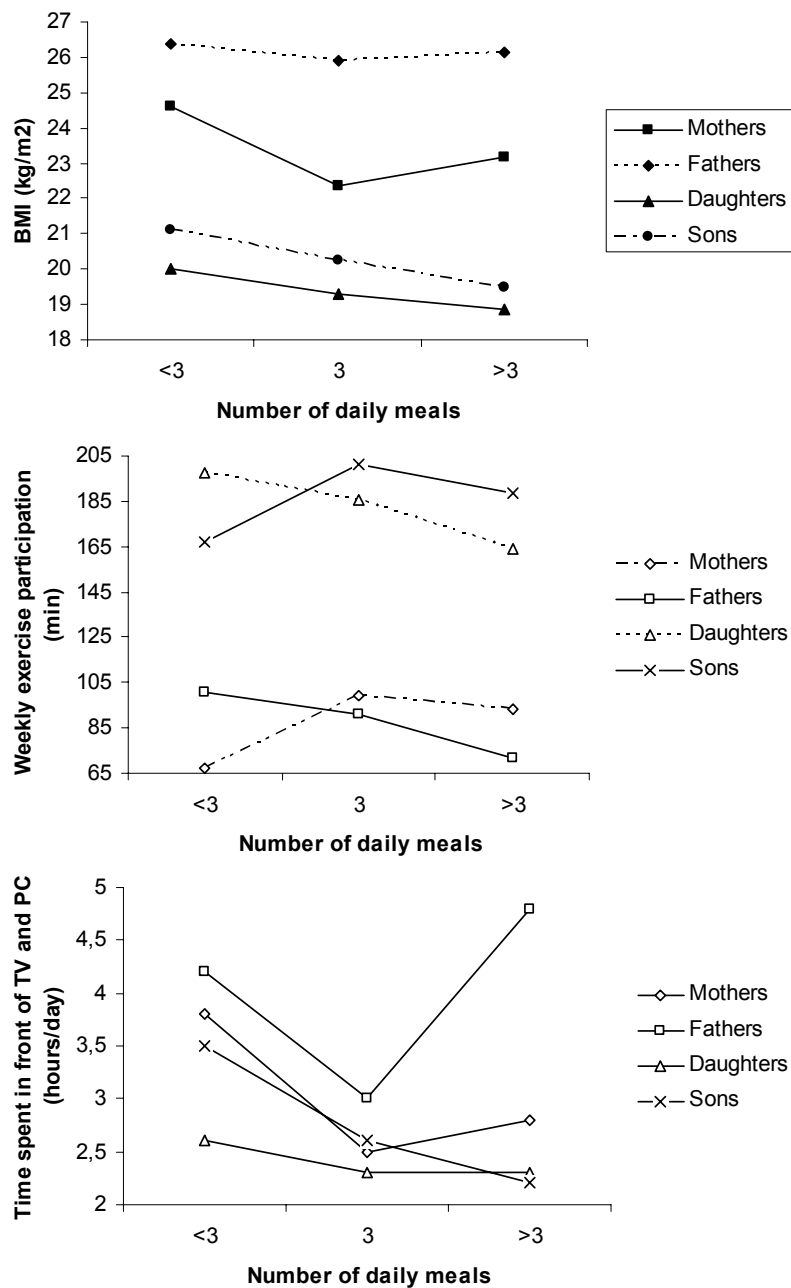 27
26
25
24
23
22
21
20
19
18
BMI (kg/m2)
<3 3 >3
Number of daily meals
Mothers
Fathers
Daughters
Sons
205
185
165
145
125
105
85
65
Weekly exercise participation
(min)
<3 3 >3
Number of daily meals
Mothers
Fathers
Daughters
Sons
5
4,5
4
3,5
3
2,5
2
Time spent in front of TV and PC
(hours/day)
<3 3 >3
Number of daily meals
Mothers
Fathers
Daughters
Sons